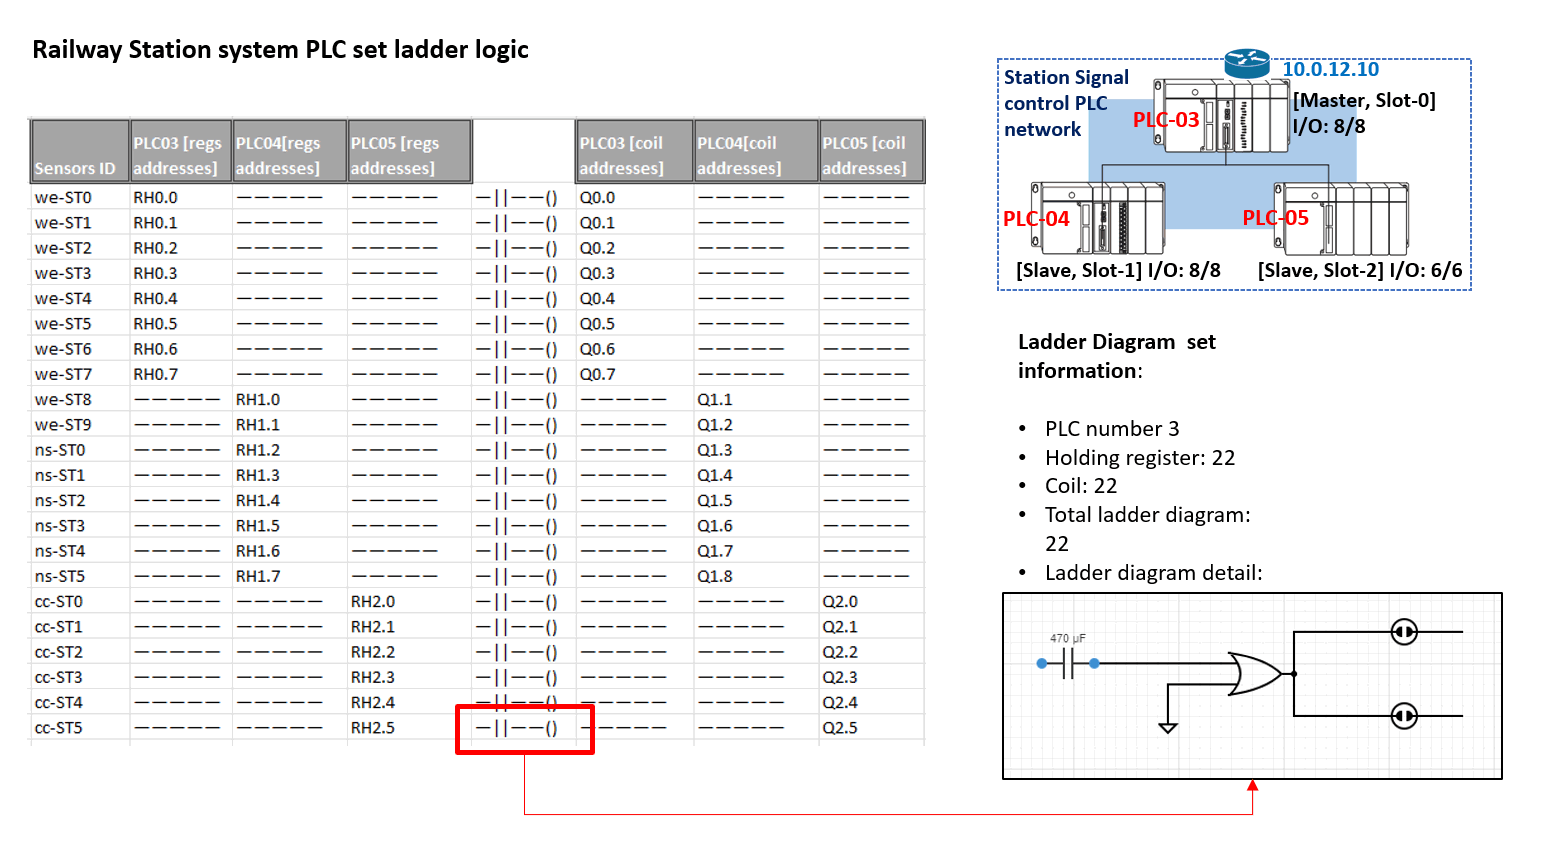 Railway Station system PLC set ladder logic
Sensors ID PLC03 [regs addresses] PLC04[regs addresses] PLC05 [regs addresses] PLC03 [coil addresses] PLC04[coil addresses] PLC05 [coil addresses]
we-ST0 RH0.0 ————— ————— —||——() Q0.0 ————— —————
we-ST1 RH0.1 ————— ————— —||——() Q0.1 ————— —————
we-ST2 RH0.2 ————— ————— —||——() Q0.2 ————— —————
we-ST3 RH0.3 ————— ————— —||——() Q0.3 ————— —————
we-ST4 RH0.4 ————— ————— —||——() Q0.4 ————— —————
we-ST5 RH0.5 ————— ————— —||——() Q0.5 ————— —————
we-ST6 RH0.6 ————— ————— —||——() Q0.6 ————— —————
we-ST7 RH0.7 ————— ————— —||——() Q0.7 ————— —————
we-ST8 ————— RH1.0 ————— —||——() ————— Q1.1 —————
we-ST9 ————— RH1.1 ————— —||——() ————— Q1.2 —————
ns-ST0 ————— RH1.2 ————— —||——() ————— Q1.3 —————
ns-ST1 ————— RH1.3 ————— —||——() ————— Q1.4 —————
ns-ST2 ————— RH1.4 ————— —||——() ————— Q1.5 —————
ns-ST3 ————— RH1.5 ————— —||——() ————— Q1.6 —————
ns-ST4 ————— RH1.6 ————— —||——() ————— Q1.7 —————
ns-ST5 ————— RH1.7 ————— —||——() ————— Q1.8 —————
cc-ST0 ————— ————— RH2.0 —||——() ————— ————— Q2.0
cc-ST1 ————— ————— RH2.1 —||——() ————— ————— Q2.1
cc-ST2 ————— ————— RH2.2 —||——() ————— ————— Q2.2
cc-ST3 ————— ————— RH2.3 —||——() ————— ————— Q2.3
cc-ST4 ————— ————— RH2.4 —||——() ————— ————— Q2.4
cc-ST5 ————— ————— RH2.5 —||——() ————— ————— Q2.5
Station Signal
control PLC
network
10.0.12.10
[Master, Slot-0]
I/O: 8/8
PLC-03
PLC-04
PLC-05
[Slave, Slot-1] I/O: 8/8
[Slave, Slot-2] I/O: 6/6
Ladder Diagram set
information:
• PLC number 3
• Holding register: 22
• Coil: 22
• Total ladder diagram:
22
• Ladder diagram detail:
470 µF